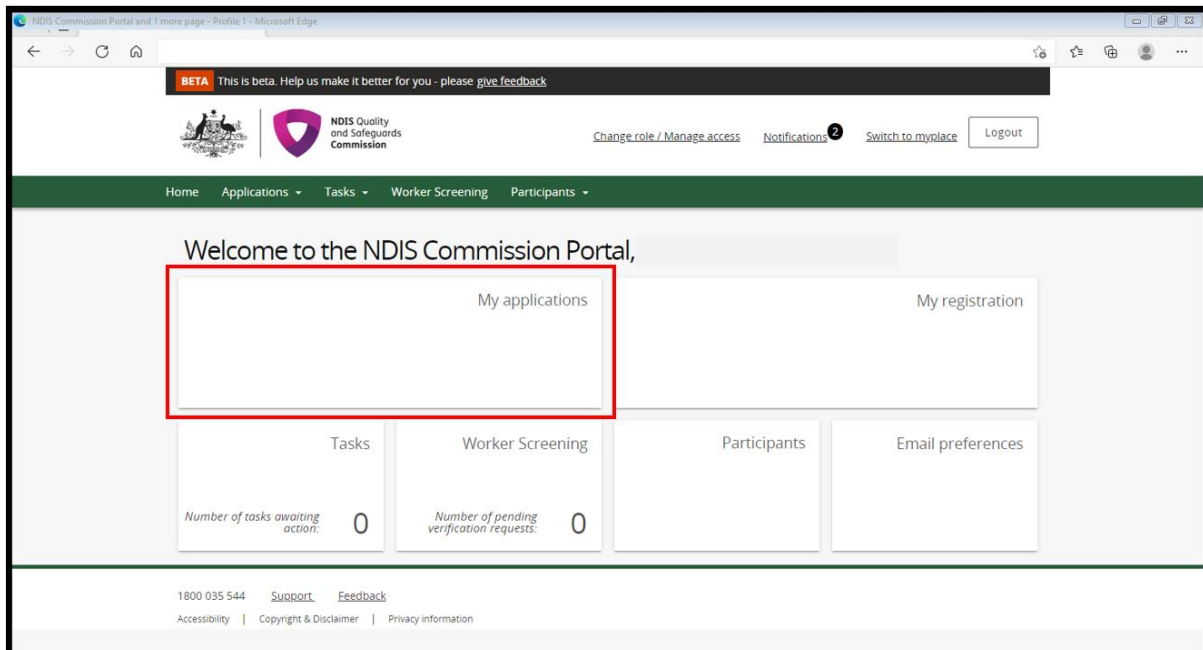 NDIS Commission Portal and 1 more page - Profile 1 - Microsoft Edge
BETA This is beta. Help us make it better for you - please give feedback
NDIS Quality
and Safeguards
Commission
Change role / Manage access Notifications 2 Switch to myplace Logout
Home Applications Tasks Worker Screening Participants
Welcome to the NDIS Commission Portal,
My applications
My registration
Tasks
Number of tasks awaiting
action: 0
Worker Screening
Number of pending
verification requests: 0
Participants
Email preferences
1800 035 544 Support Feedback
Accessibility | Copyright & Disclaimer | Privacy information